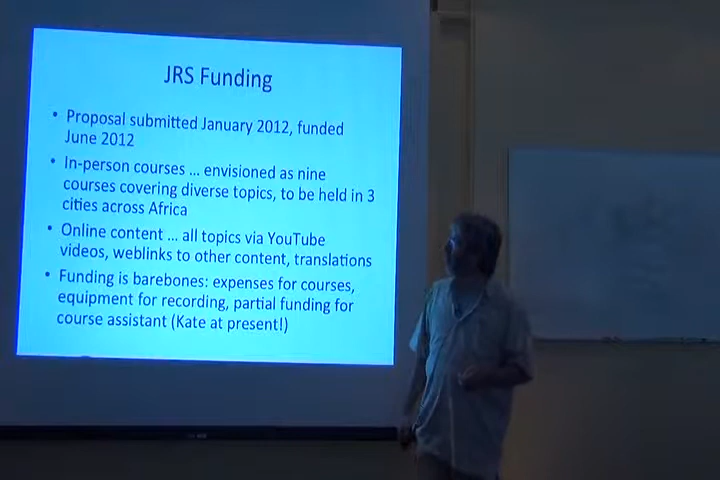 JRS Funding
• Proposal submitted January 2012, funded
June 2012
• In-person courses ... envisioned as nine
courses covering diverse topics, to be held in 3
cities across Africa
• Online content ... all topics via YouTube
videos, weblinks to other content, translations
• Funding is barebones: expenses for courses,
equipment for recording, partial funding for
course assistant (Kate at present!)